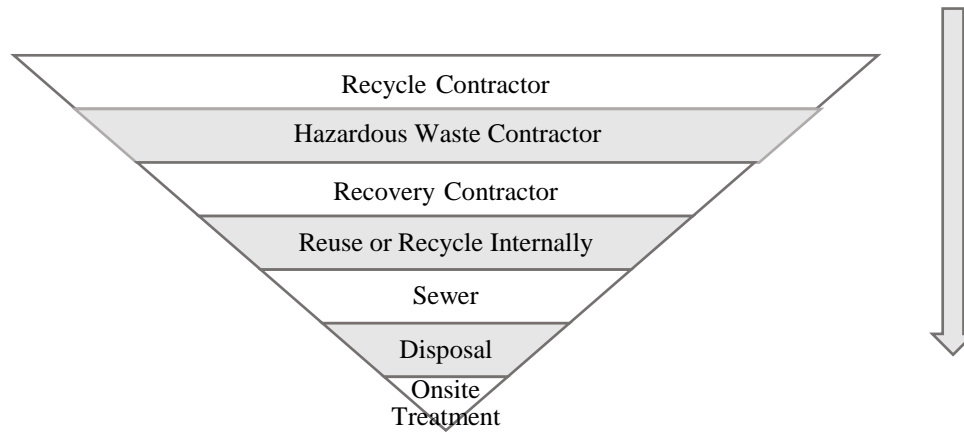 Recycle Contractor
Hazardous Waste Contractor
Recovery Contractor
Reuse or Recycle Internally
Sewer
Disposal
Onsite
Treatment